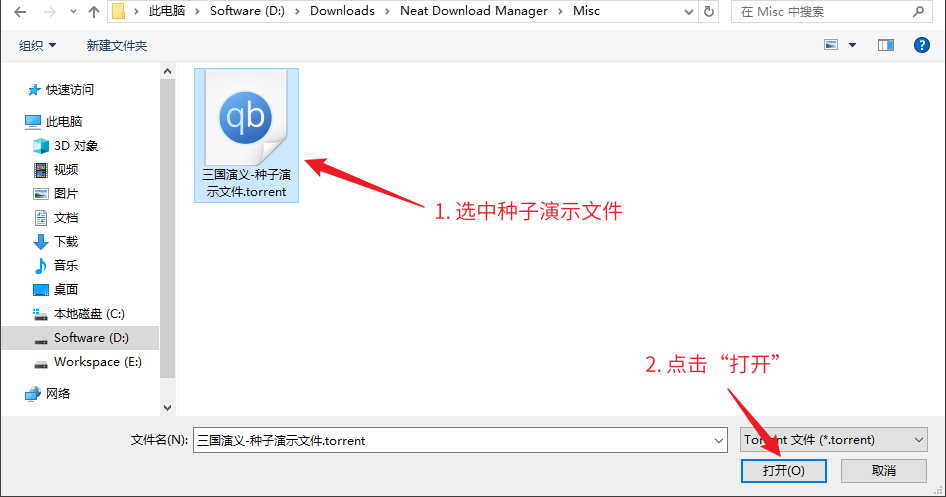 此电脑 > Software (D:) > Downloads > Neat Download Manager > Misc
在 Misc 中搜索
组织
新建文件夹
快速访问
此电脑
3D 对象
视频
图片
文档
下载
音乐
桌面
本地磁盘 (C:)
Software (D:)
Workspace (E:)
网络
qb
三国演义-种子演
示文件.torrent
1. 选中种子演示文件
2. 点击“打开”
文件名(N):
三国演义-种子演示文件.torrent
Torrent 文件 (*.torrent)
打开(O)
取消